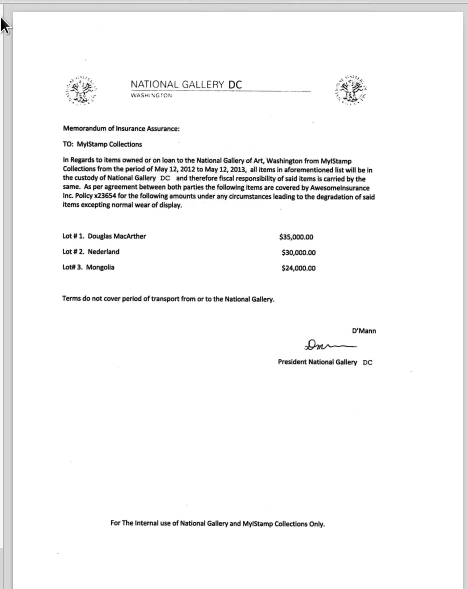 NATIONAL GALLERY DC
WASHINGTON
Memorandum of Insurance Assurance:
TO: MyIStamp Collections
In Regards to items owned or on loan to the National Gallery of Art, Washington from MyIStamp
Collections from the period of May 12, 2012 to May 12, 2013, all items in aforementioned list will be in
the custody of National Gallery DC and therefore fiscal responsibility of said items is carried by the
same. As per agreement between both parties the following items are covered by AwesomeInsurance
Inc. Policy x23654 for the following amounts under any circumstances leading to the degradation of said
items excepting normal wear of display.
Lot # 1. Douglas MacArther $35,000.00
Lot # 2. Nederland $30,000.00
Lot# 3. Mongolia $24,000.00
Terms do not cover period of transport from or to the National Gallery.
D'Mann
President National Gallery DC
For The Internal use of National Gallery and MyIStamp Collections Only.